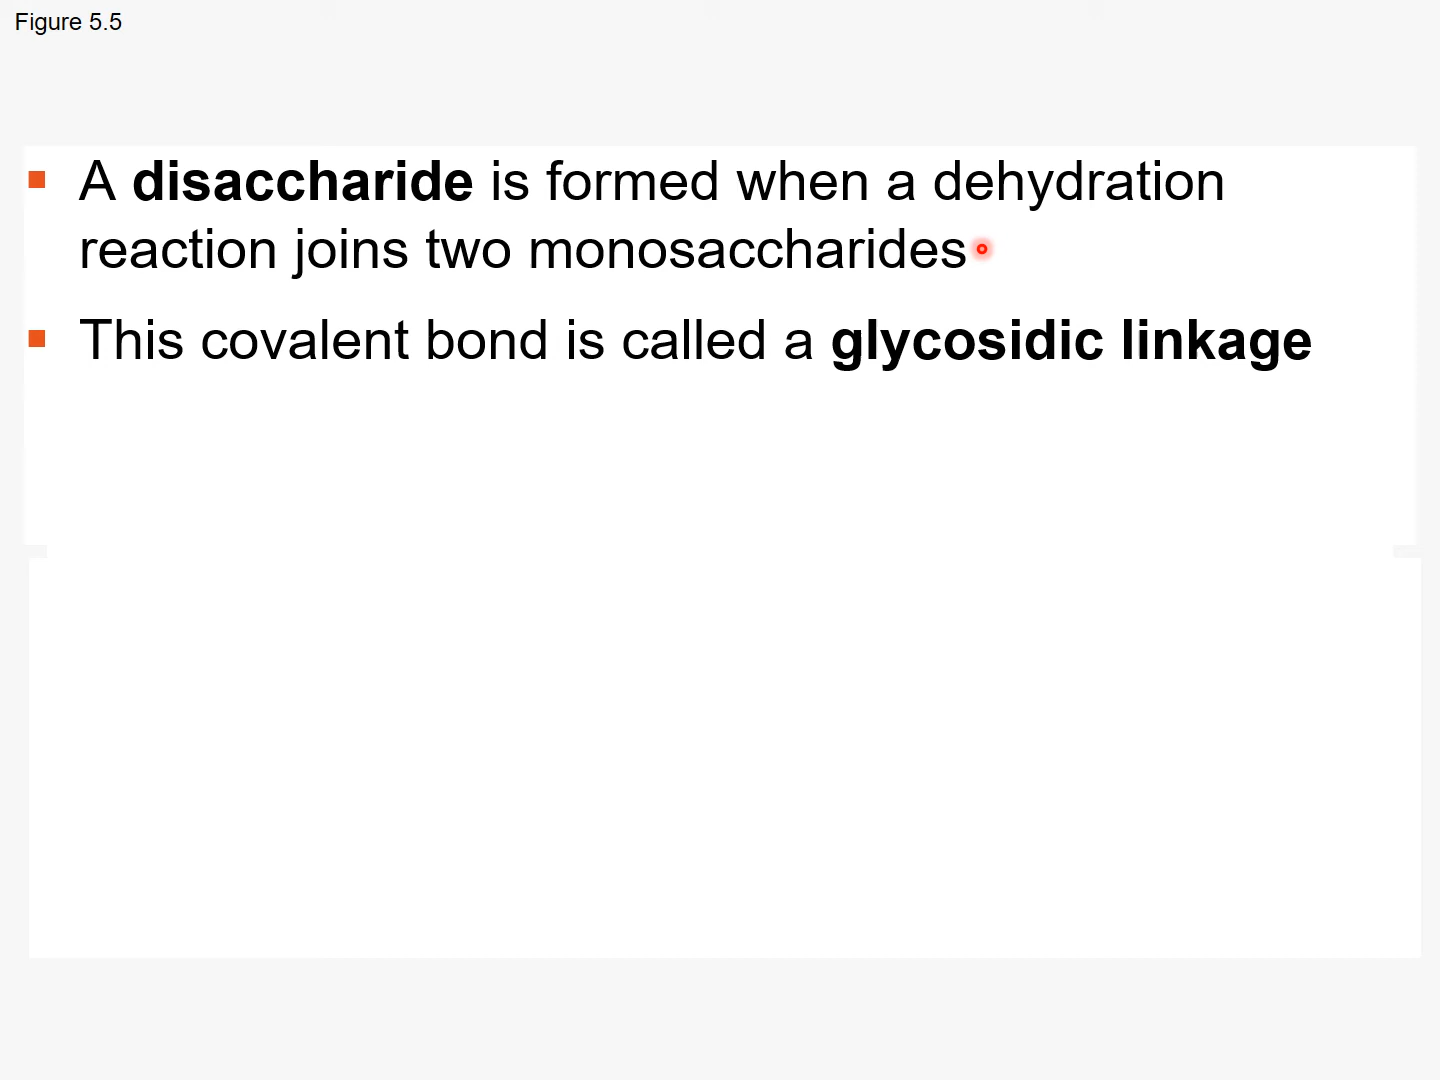 Figure 5.5
A disaccharide is formed when a dehydration
reaction joins two monosaccharides
This covalent bond is called a glycosidic linkage